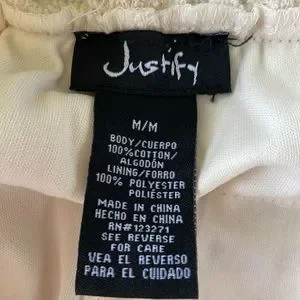 Justify
M/M
BODY/CUERPO
100%COTTON/
ALGODÓN
LINING/FORRO
100% POLYESTER
POLIÉSTER
MADE IN CHINA
HECHO EN CHINA
RN#123271
SEE REVERSE
FOR CARE
VEA EL REVERSO
PARA EL CUIDADO